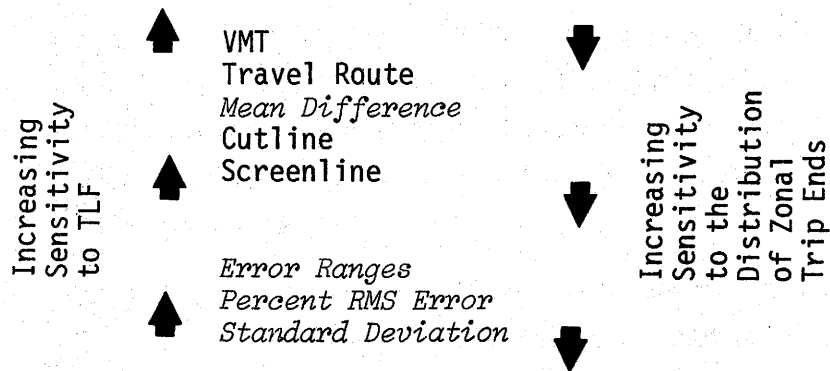 Increasing
Sensitivity
to TLF
VMT
Travel Route
Mean Difference
Cutline
Screenline
Error Ranges
Percent RMS Error
Standard Deviation
Increasing
Sensitivity
to the
Distribution
of Zonal
Trip Ends